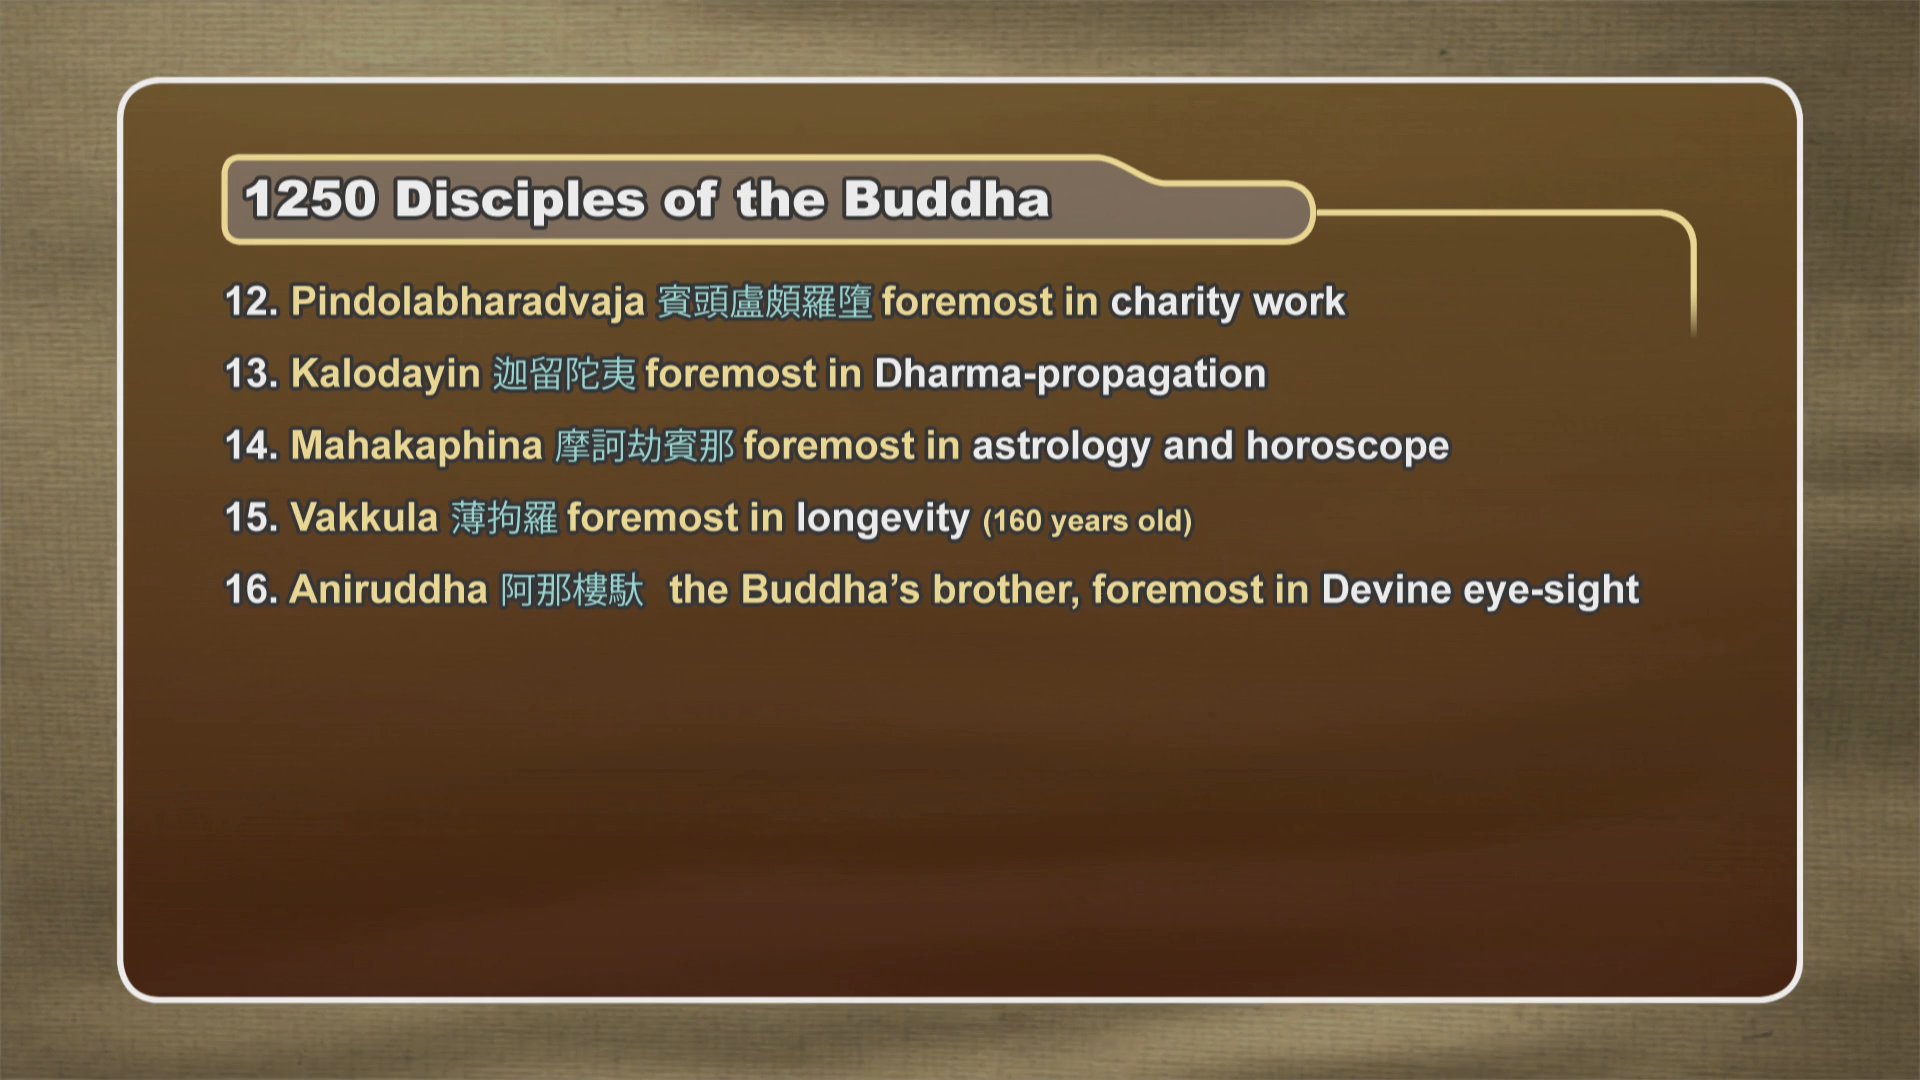 1250 Disciples of the Buddha
12. Pindolabharadvaja 賓頭盧頗羅墮 foremost in charity work
13. Kalodayin 迦留陀夷 foremost in Dharma-propagation
14. Mahakaphina 摩訶劫賓那 foremost in astrology and horoscope
15. Vakkula 薄拘羅 foremost in longevity (160 years old)
16. Aniruddha 阿那樓馱 the Buddha’s brother, foremost in Devine eye-sight